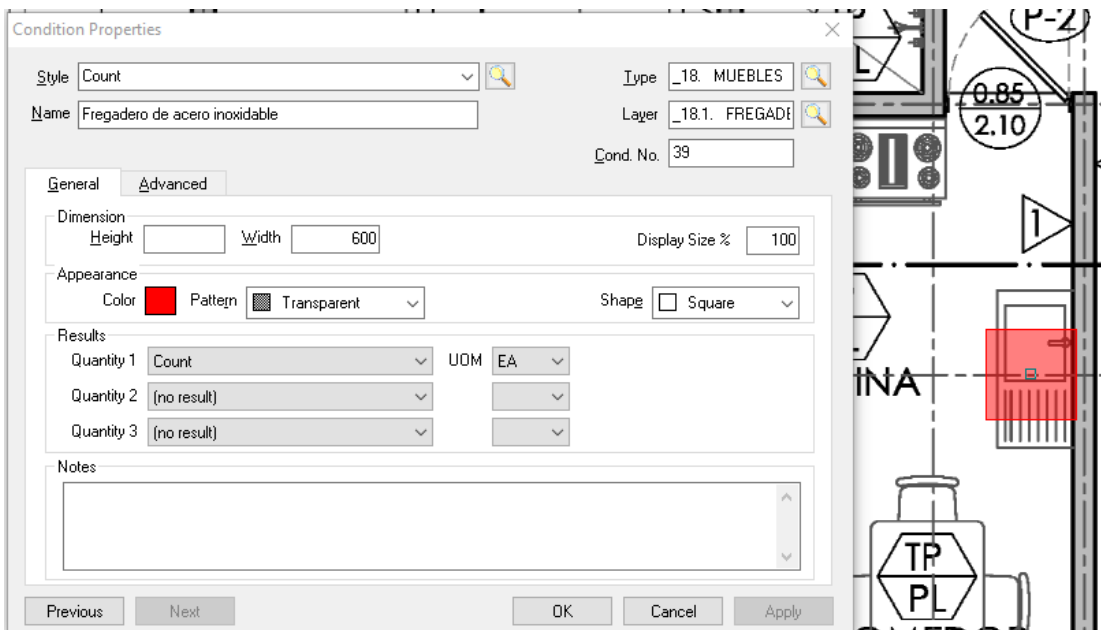 Condition Properties
Style Count
Type _18. MUEBLES
Name Fregadero de acero inoxidable
Layer _18.1. FREGADE
Cond. No. 39
General Advanced
Dimension
Height Width 600 Display Size % 100
Appearance
Color Pattern Transparent Shape Square
Results
Quantity 1 Count UOM EA
Quantity 2 (no result)
Quantity 3 (no result)
Notes
Previous Next OK Cancel Apply
P-2
0.85
2.10
1
INA
TP
PL